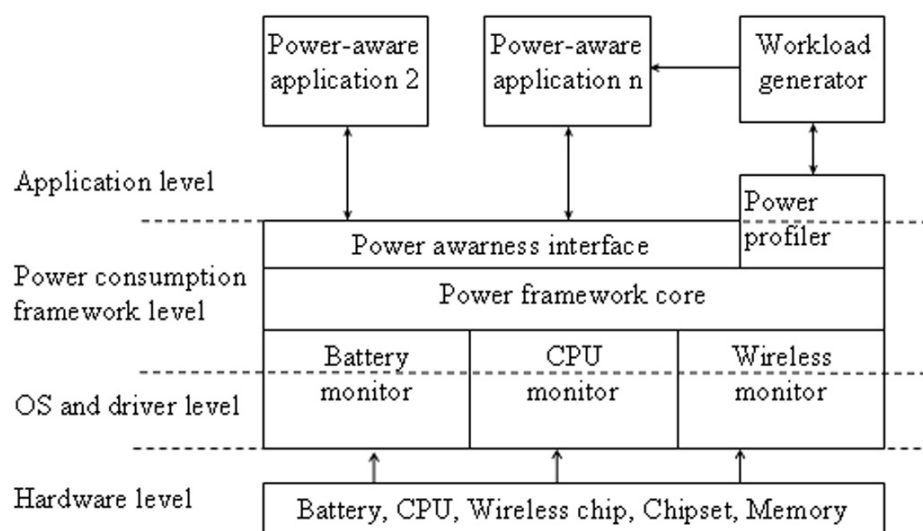 Power-aware
application 2
Power-aware
application n
Workload
generator
Application level
Power
profiler
Power awarness interface
Power consumption
framework level
Power framework core
Battery
monitor
CPU
monitor
Wireless
monitor
OS and driver level
Hardware level
Battery, CPU, Wireless chip, Chipset, Memory